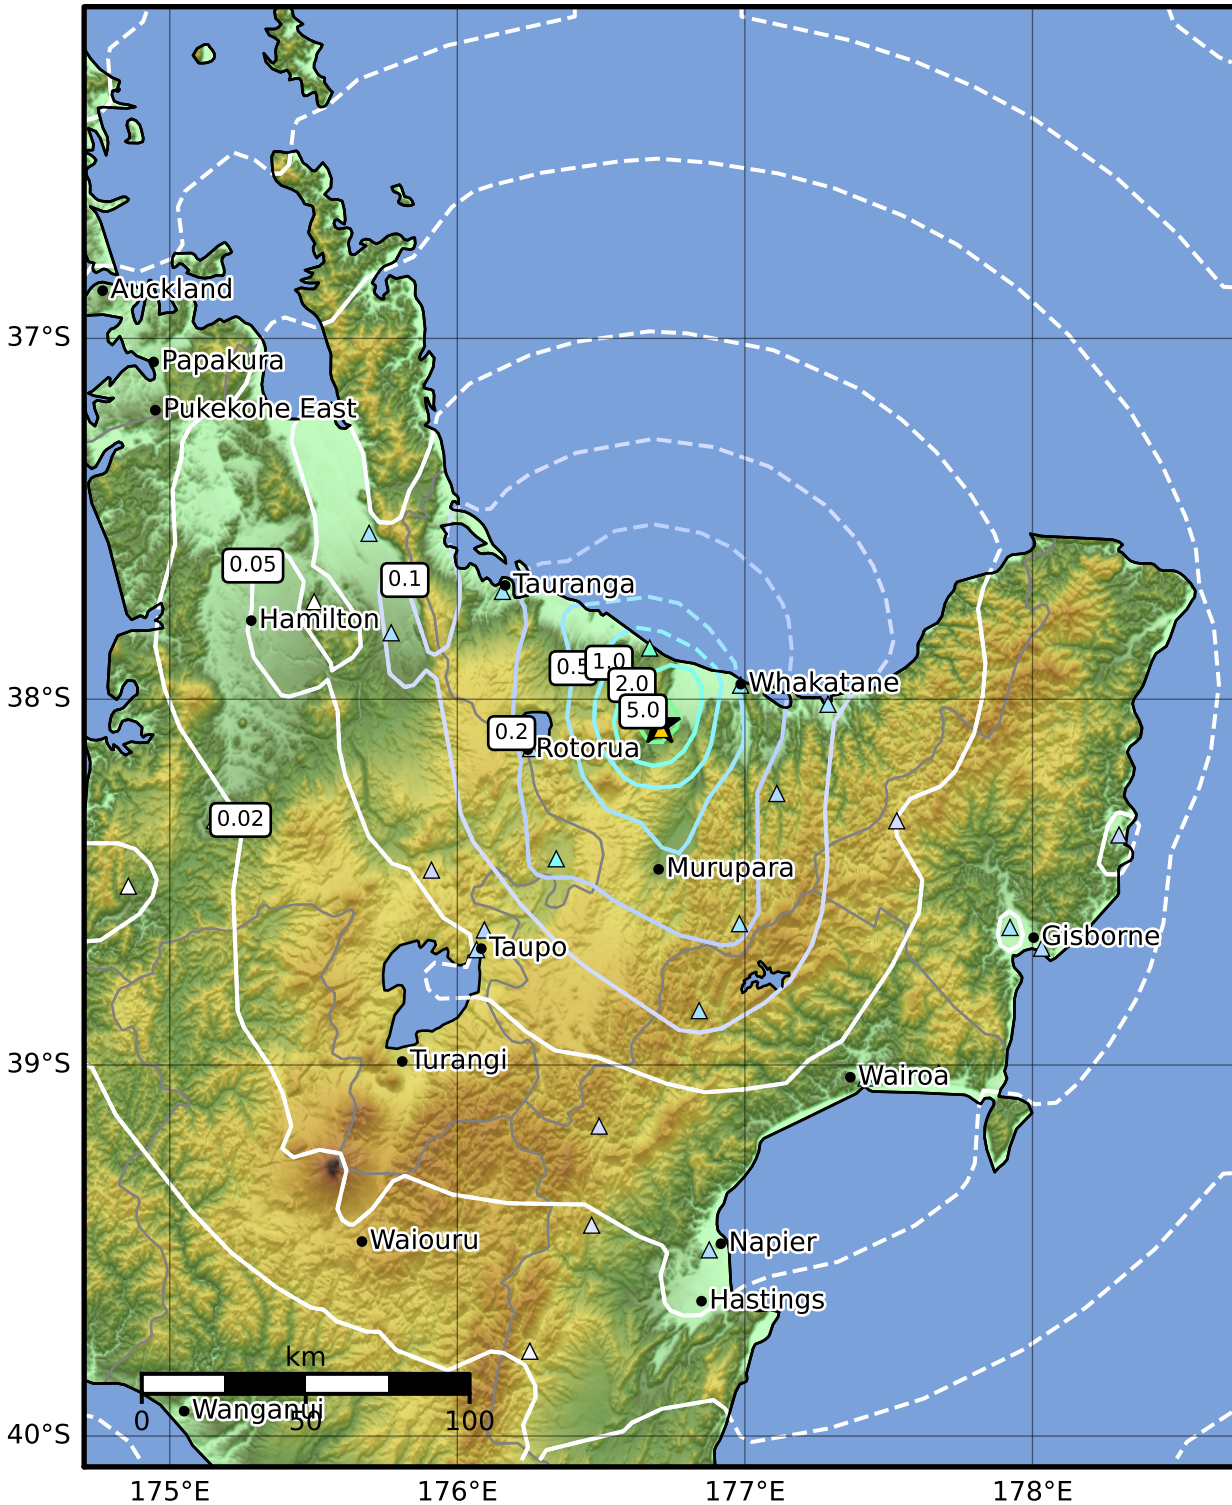 Auckland
37°S
Papakura
Pukekohe East
0.05
0.1
Tauranga
Hamilton
0.5
1.0
2.0
Whakatane
38°S
5.0
0.2
Rotorua
0.02
Murupara
Gisborne
Taupo
39°S
Turangi
Wairoa
Waiouru
Napier
Hastings
km
Wanganui
0 50 100
40°S
175°E 176°E 177°E 178°E